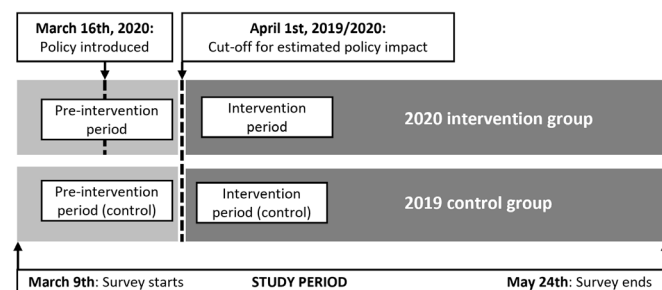 March 16th, 2020:
Policy introduced
April 1st, 2019/2020:
Cut-off for estimated policy impact
Pre-intervention
period
Intervention
period
2020 intervention group
Pre-intervention
period (control)
Intervention
period (control)
2019 control group
March 9th: Survey starts
STUDY PERIOD
May 24th: Survey ends